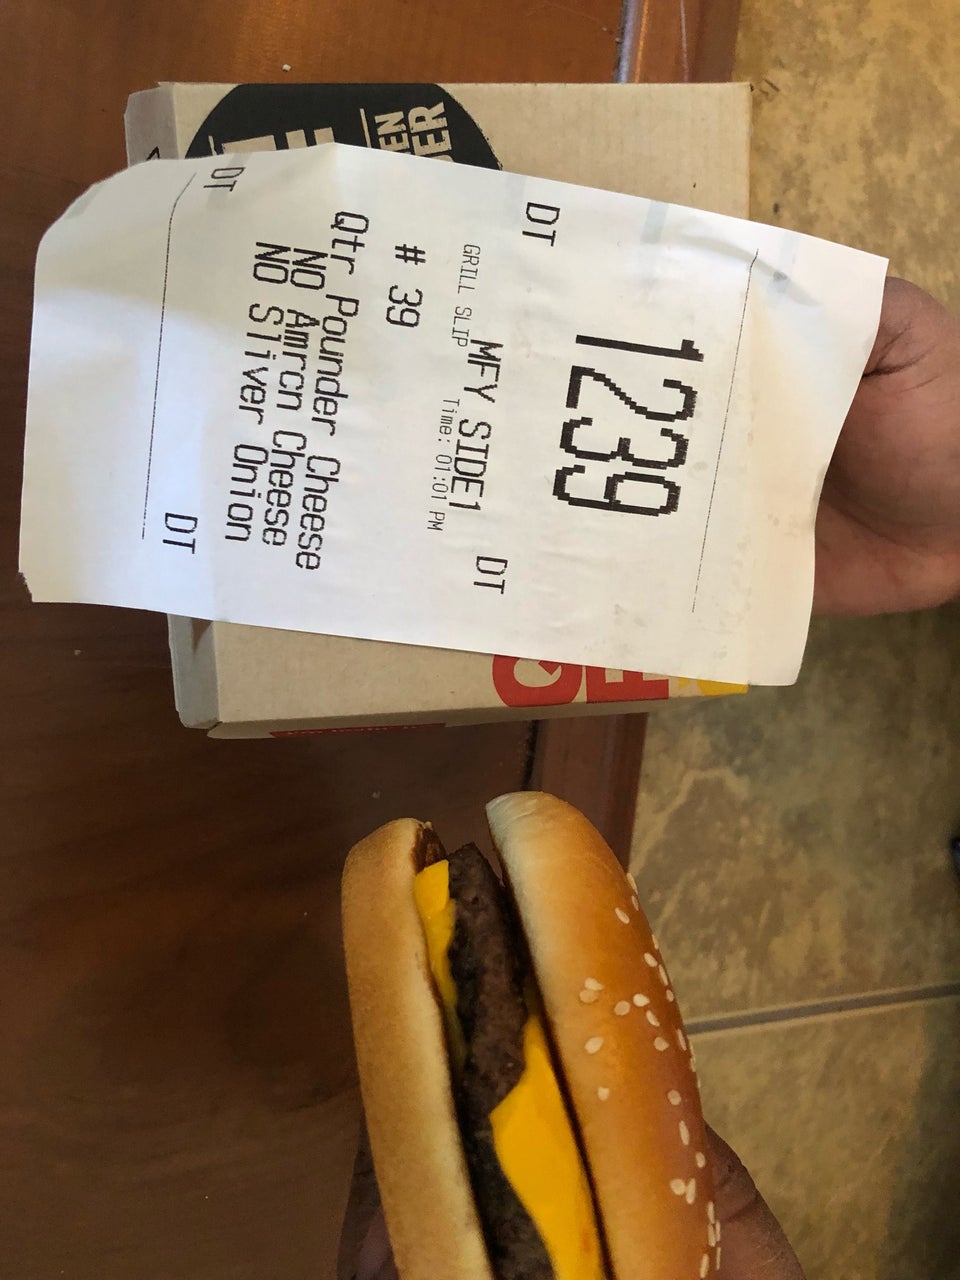 DT
DT
1239
MFY SIDE1
GRILL SLIP Time: 01:01 PM
# 39
Qtr Pounder Cheese
NO Amrcn Cheese
NO Sliver Onion
DT
DT